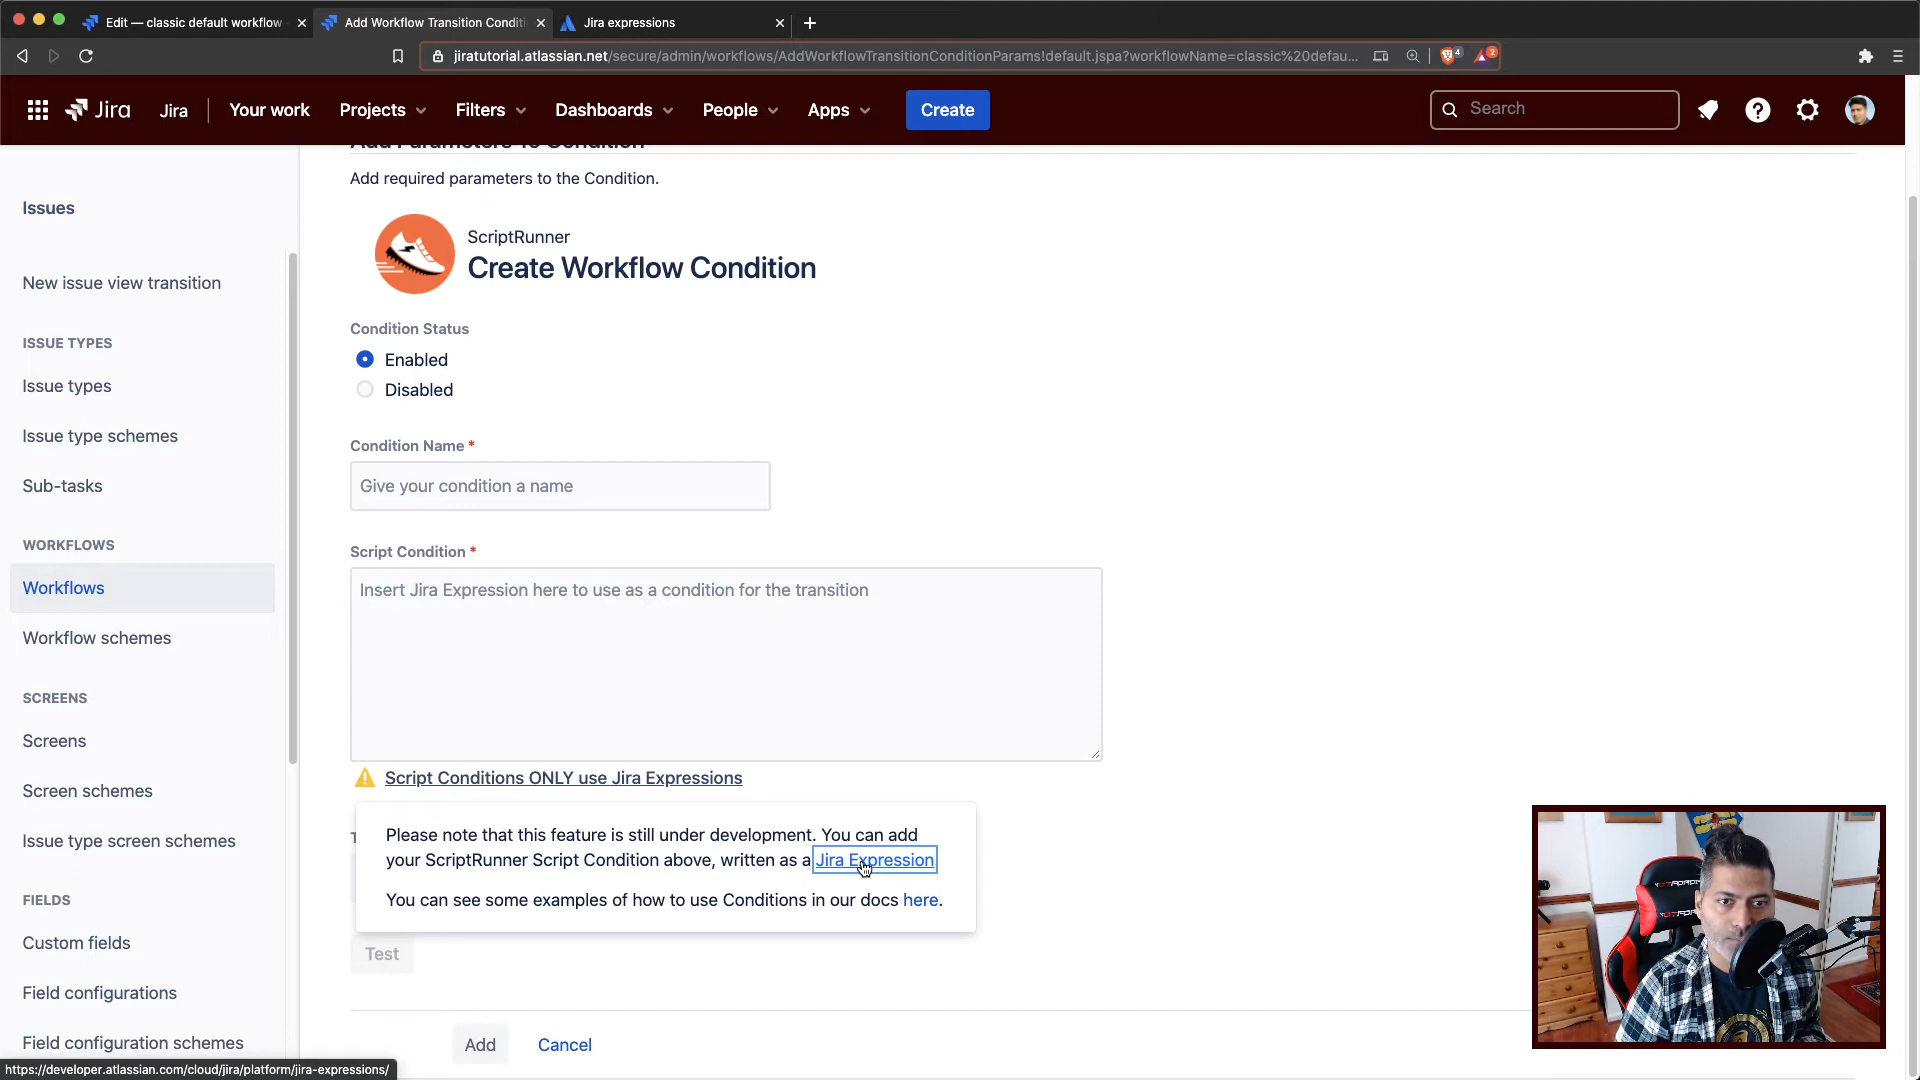 Edit — classic default workflow
Add Workflow Transition Conditi
Jira expressions
jiratutorial.atlassian.net/secure/admin/workflows/AddWorkflowTransitionConditionParams!default.jspa?workflowName=classic%20defau...
4
2
Jira
Jira
Your work
Projects
Filters
Dashboards
People
Apps
Create
Search
Add Parameters To Condition
Add required parameters to the Condition.
Issues
New issue view transition
ISSUE TYPES
Issue types
Issue type schemes
Sub-tasks
WORKFLOWS
Workflows
Workflow schemes
SCREENS
Screens
Screen schemes
Issue type screen schemes
FIELDS
Custom fields
Field configurations
Field configuration schemes
ScriptRunner
Create Workflow Condition
Condition Status
Enabled
Disabled
Condition Name *
Give your condition a name
Script Condition *
Insert Jira Expression here to use as a condition for the transition
Script Conditions ONLY use Jira Expressions
Please note that this feature is still under development. You can add
your ScriptRunner Script Condition above, written as a Jira Expression
You can see some examples of how to use Conditions in our docs here.
Test
Add
Cancel
https://developer.atlassian.com/cloud/jira/platform/jira-expressions/